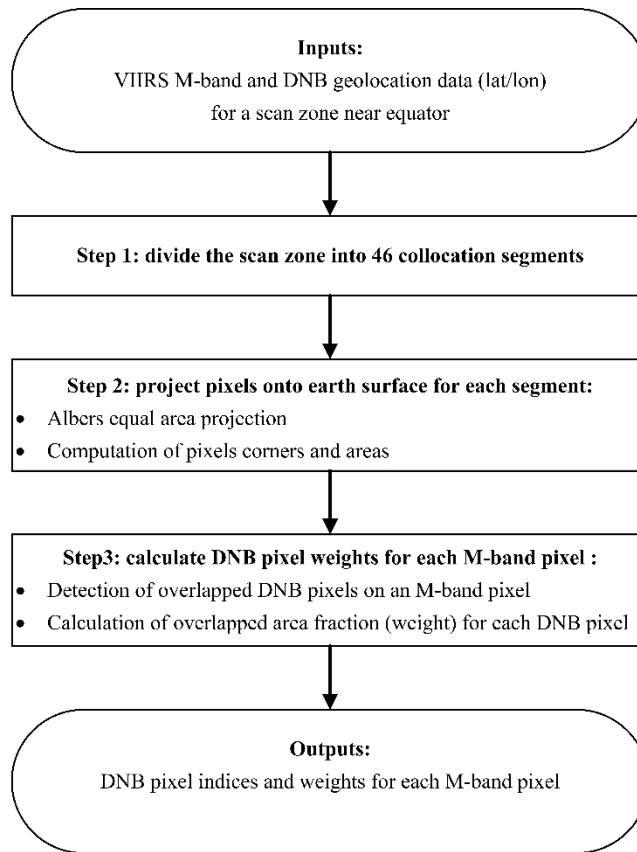 Inputs:
VIIRS M-band and DNB geolocation data (lat/lon)
for a scan zone near equator
Step 1: divide the scan zone into 46 collocation segments
Step 2: project pixels onto earth surface for each segment:
• Albers equal area projection
• Computation of pixels corners and areas
Step3: calculate DNB pixel weights for each M-band pixel :
• Detection of overlapped DNB pixels on an M-band pixel
• Calculation of overlapped area fraction (weight) for each DNB pixel
Outputs:
DNB pixel indices and weights for each M-band pixel